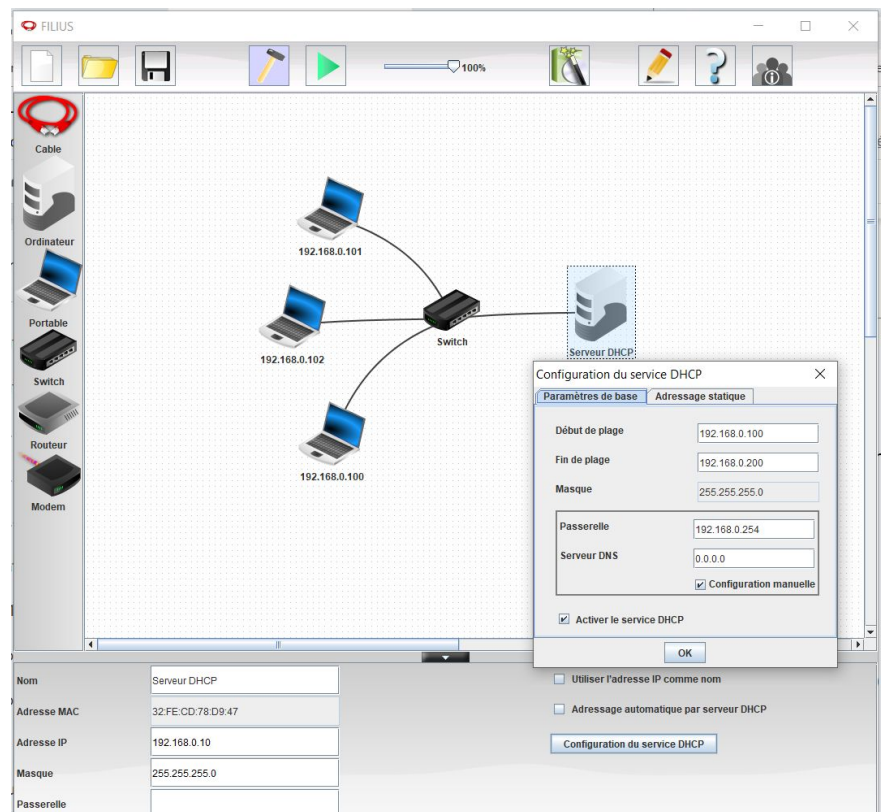 FILIUS
100%
Cable
Ordinateur
Portable
Switch
Routeur
Modem
192.168.0.101
192.168.0.102
192.168.0.100
Switch
Serveur DHCP
Configuration du service DHCP
Paramètres de base
Adressage statique
Début de plage
192.168.0.100
Fin de plage
192.168.0.200
Masque
255.255.255.0
Passerelle
192.168.0.254
Serveur DNS
0.0.0.0
Configuration manuelle
Activer le service DHCP
OK
Nom
Serveur DHCP
Adresse MAC
32:FE:CD:78:D9:47
Adresse IP
192.168.0.10
Masque
255.255.255.0
Passerelle
Utiliser l'adresse IP comme nom
Adressage automatique par serveur DHCP
Configuration du service DHCP